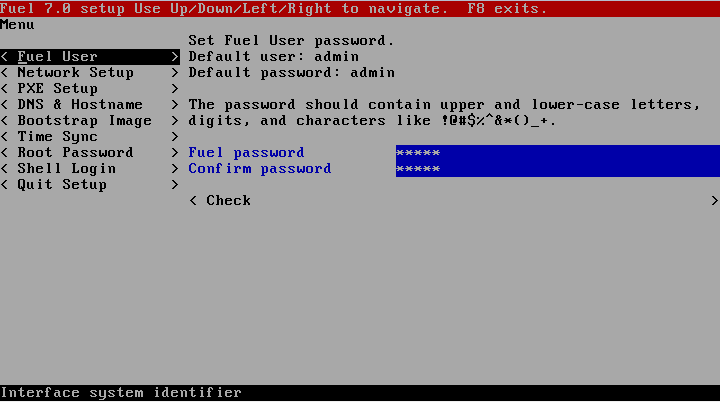 Fuel 7.0 setup Use Up/Down/Left/Right to navigate.  F8 exits.
Menu
Set Fuel User password.
< Fuel User > Default user: admin
< Network Setup > Default password: admin
< PXE Setup >
< DNS & Hostname > The password should contain upper and lower-case letters,
< Bootstrap Image > digits, and characters like !@#$%^&*()_+.
< Time Sync >
< Root Password > Fuel password *****
< Shell Login > Confirm password *****
< Quit Setup >
< Check >
Interface system identifier